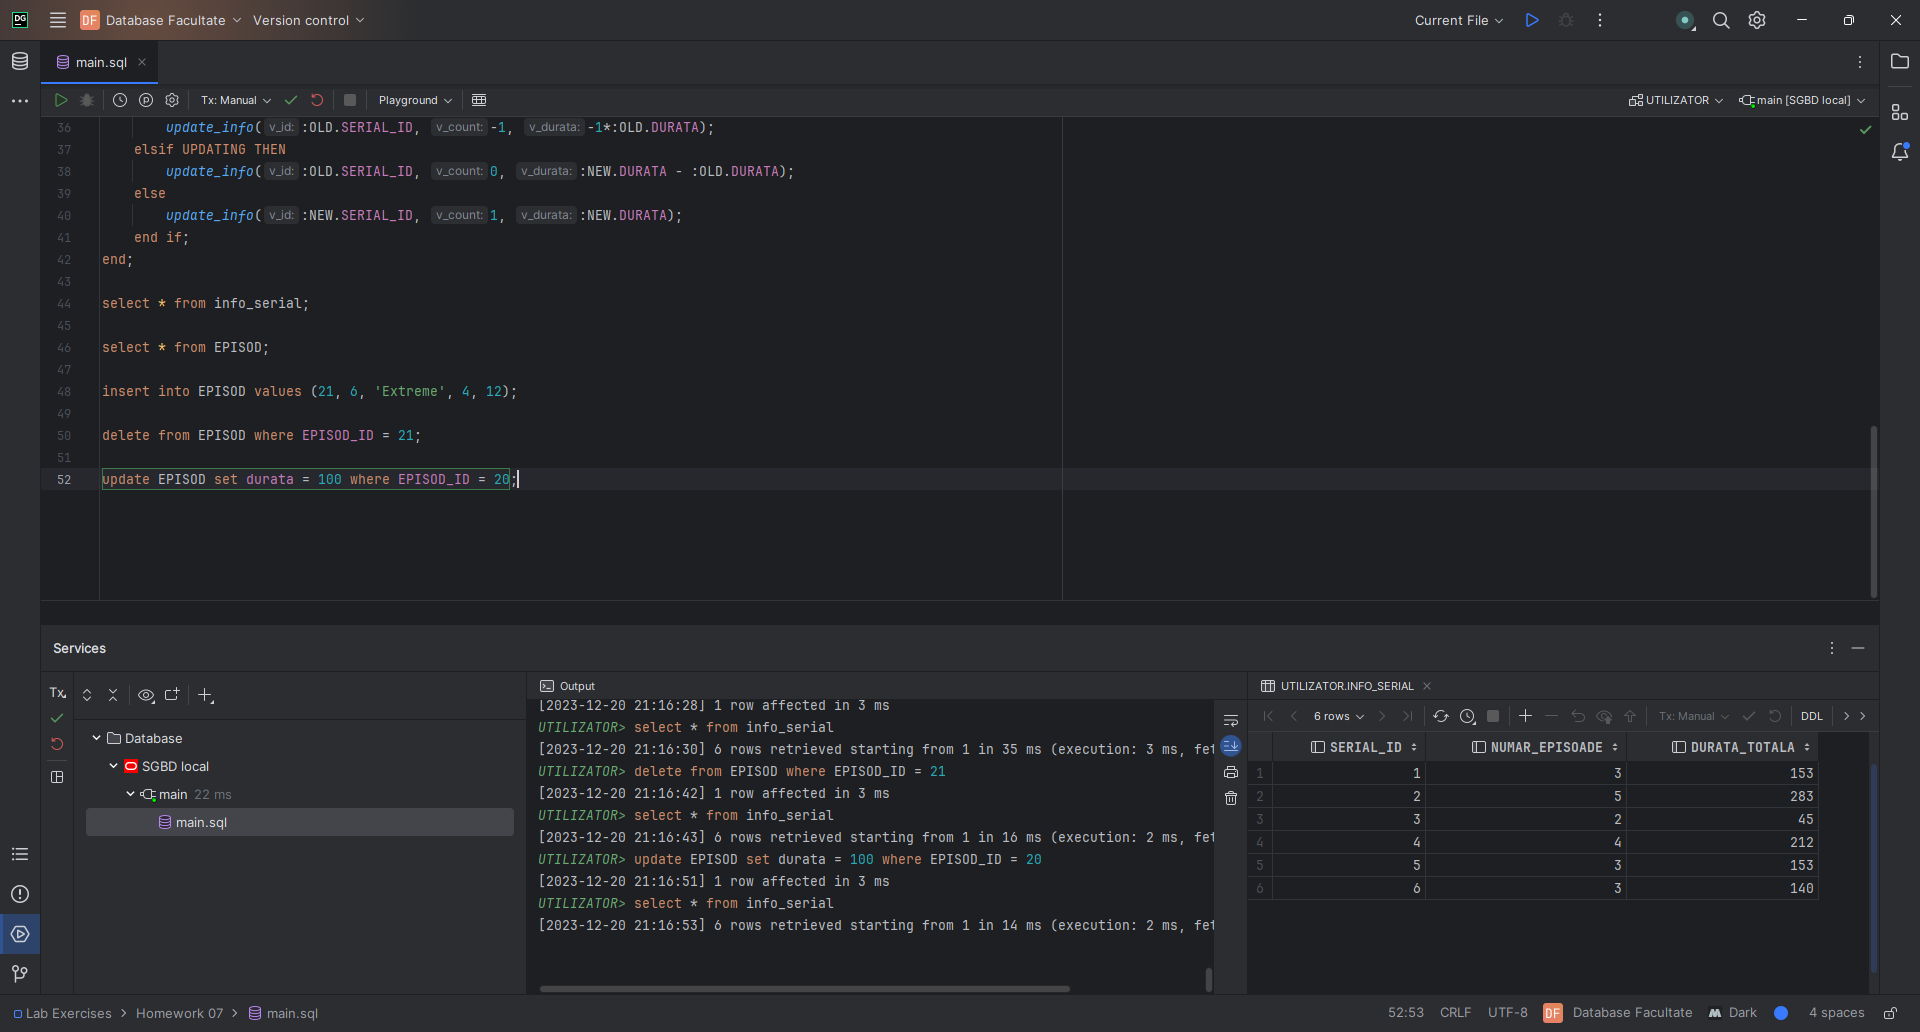 DG DF Database Facultate Version control Current File
main.sql
Tx: Manual Playground UTILIZATOR main [SGBD local]
36 update_info( v_id: :OLD.SERIAL_ID, v_count: -1, v_durata: -1*:OLD.DURATA);
37 elsif UPDATING THEN
38 update_info( v_id: :OLD.SERIAL_ID, v_count: 0, v_durata: :NEW.DURATA - :OLD.DURATA);
39 else
40 update_info( v_id: :NEW.SERIAL_ID, v_count: 1, v_durata: :NEW.DURATA);
41 end if;
42 end;
43
44 select * from info_serial;
45
46 select * from EPISOD;
47
48 insert into EPISOD values (21, 6, 'Extreme', 4, 12);
49
50 delete from EPISOD where EPISOD_ID = 21;
51
52 update EPISOD set durata = 100 where EPISOD_ID = 20;
Services
Tx
Database
SGBD local
main 22 ms
main.sql
Output
[2023-12-20 21:16:28] 1 row affected in 3 ms
UTILIZATOR> select * from info_serial
[2023-12-20 21:16:30] 6 rows retrieved starting from 1 in 35 ms (execution: 3 ms, fet
UTILIZATOR> delete from EPISOD where EPISOD_ID = 21
[2023-12-20 21:16:42] 1 row affected in 3 ms
UTILIZATOR> select * from info_serial
[2023-12-20 21:16:43] 6 rows retrieved starting from 1 in 16 ms (execution: 2 ms, fet
UTILIZATOR> update EPISOD set durata = 100 where EPISOD_ID = 20
[2023-12-20 21:16:51] 1 row affected in 3 ms
UTILIZATOR> select * from info_serial
[2023-12-20 21:16:53] 6 rows retrieved starting from 1 in 14 ms (execution: 2 ms, fet
UTILIZATOR.INFO_SERIAL
6 rows Tx: Manual DDL
SERIAL_ID NUMAR_EPISOADE DURATA_TOTALA
1 1 3 153
2 2 5 283
3 3 2 45
4 4 4 212
5 5 3 153
6 6 3 140
Lab Exercises > Homework 07 > main.sql 52:53 CRLF UTF-8 DF Database Facultate Dark 4 spaces